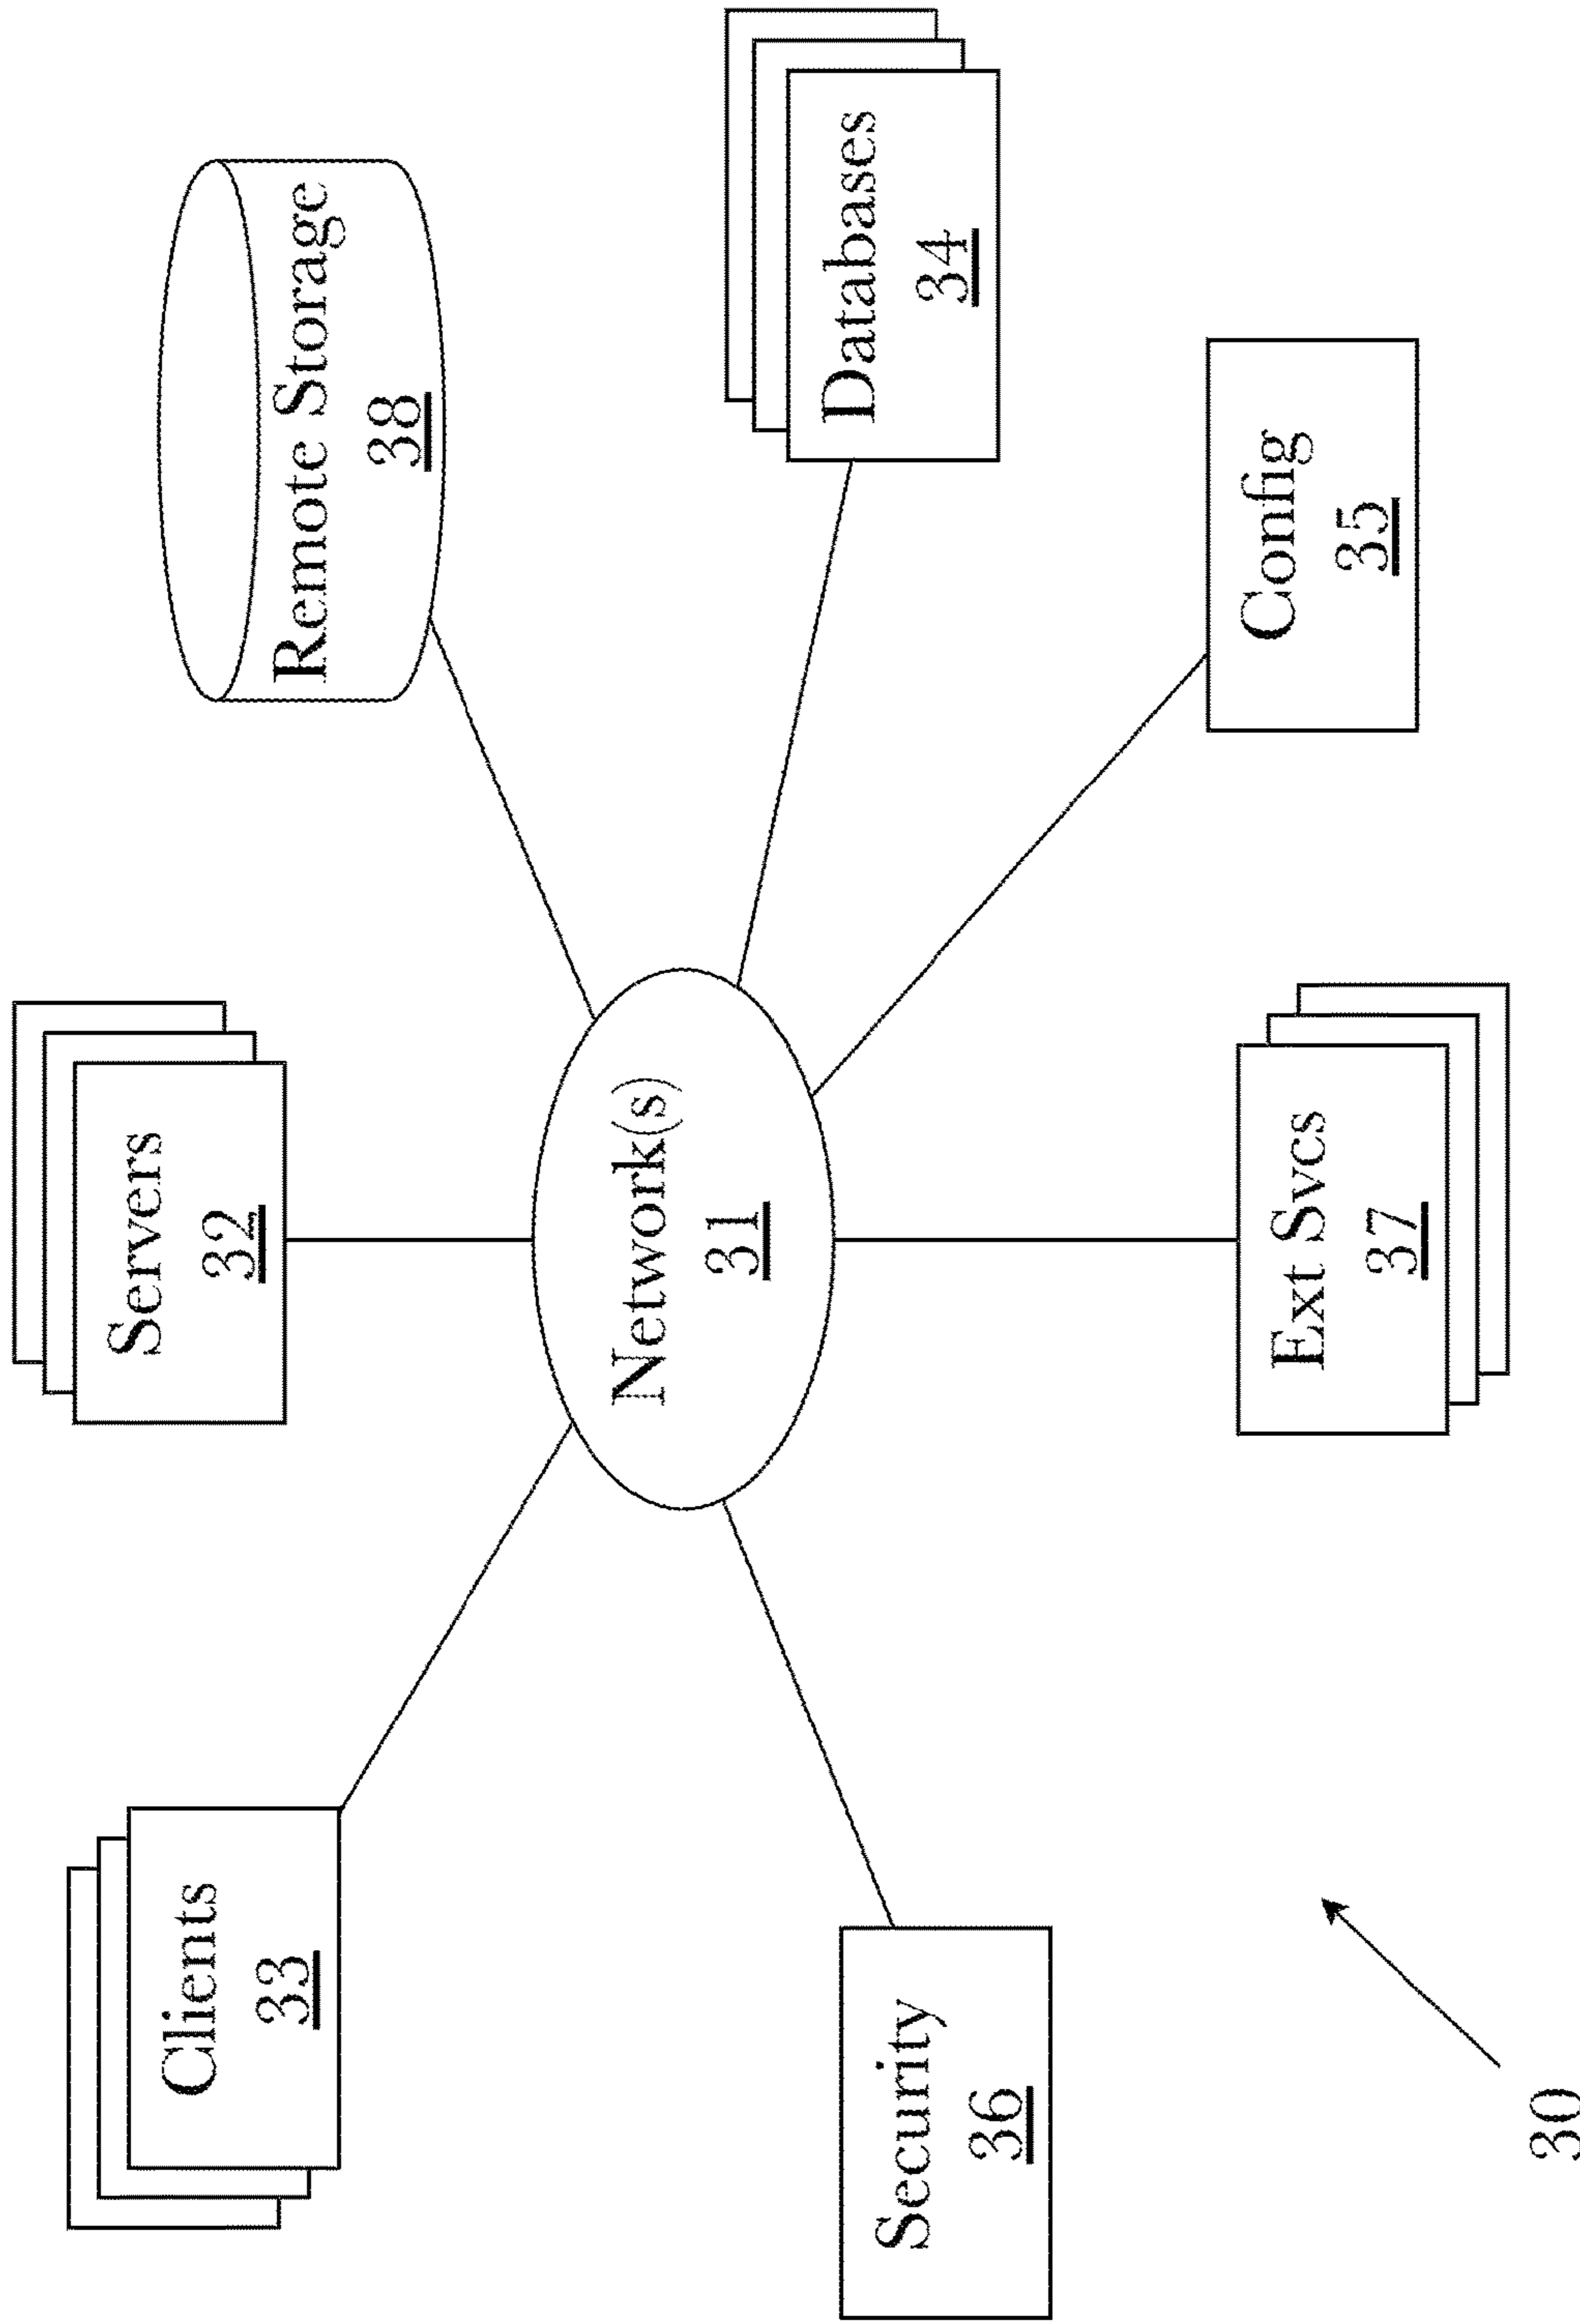 Servers
32
Clients
33
Remote Storage
38
Network(s)
31
Databases
34
Security
36
Ext Svcs
37
Config
35
30